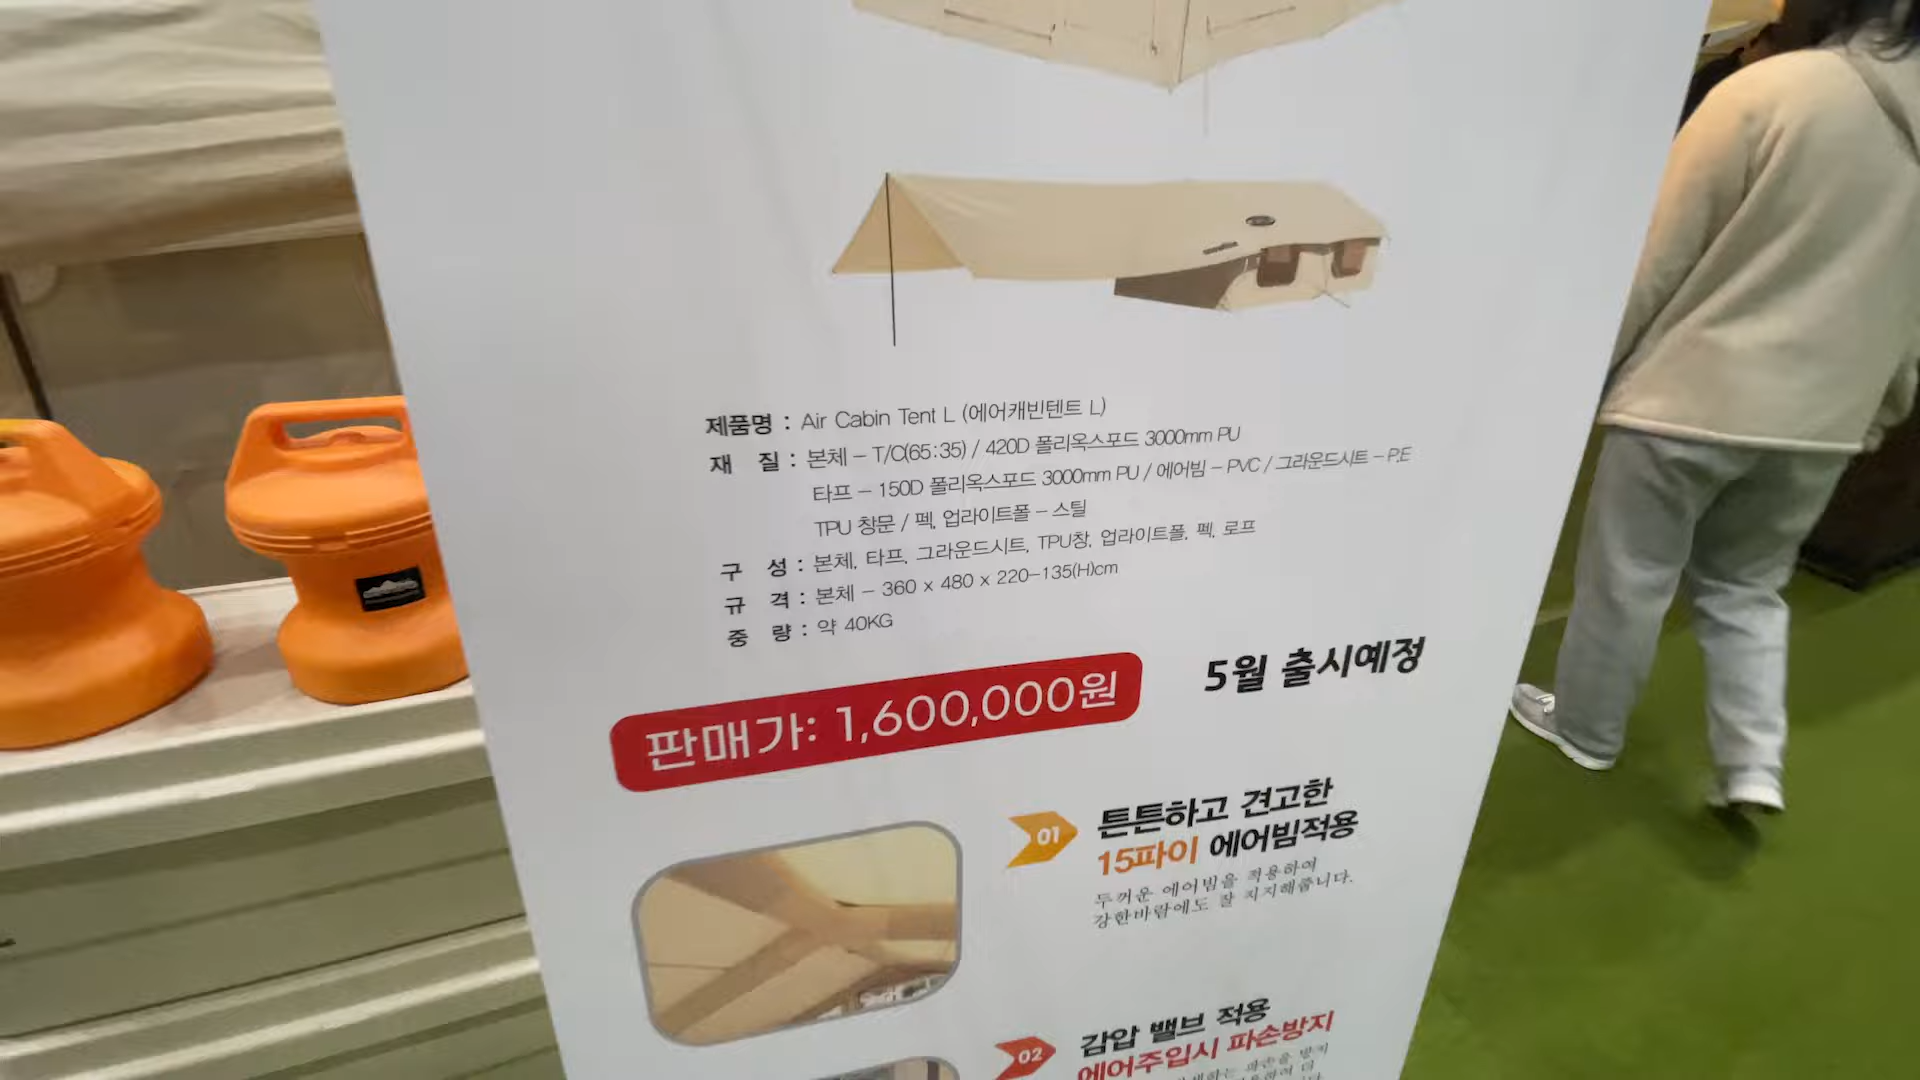 제품명 : Air Cabin Tent L (에어캐빈텐트 L)
재 질 : 본체 – T/C(65:35) / 420D 폴리옥스포드 3000mm PU
타프 – 150D 폴리옥스포드 3000mm PU / 에어빔 – PVC / 그라운드시트 – P.E
TPU 창문 / 펙, 업라이트폴 – 스틸
구 성 : 본체, 타프, 그라운드시트, TPU창, 업라이트폴, 펙, 로프
규 격 : 본체 – 360 x 480 x 220–135(H)cm
중 량 : 약 40KG
판매가: 1,600,000원
5월 출시예정
01
튼튼하고 견고한
15파이 에어빔적용
두꺼운 에어빔을 적용하여
강한바람에도 잘 지지해줍니다.
02
감압 밸브 적용
에어주입시 파손방지
파손을 방지